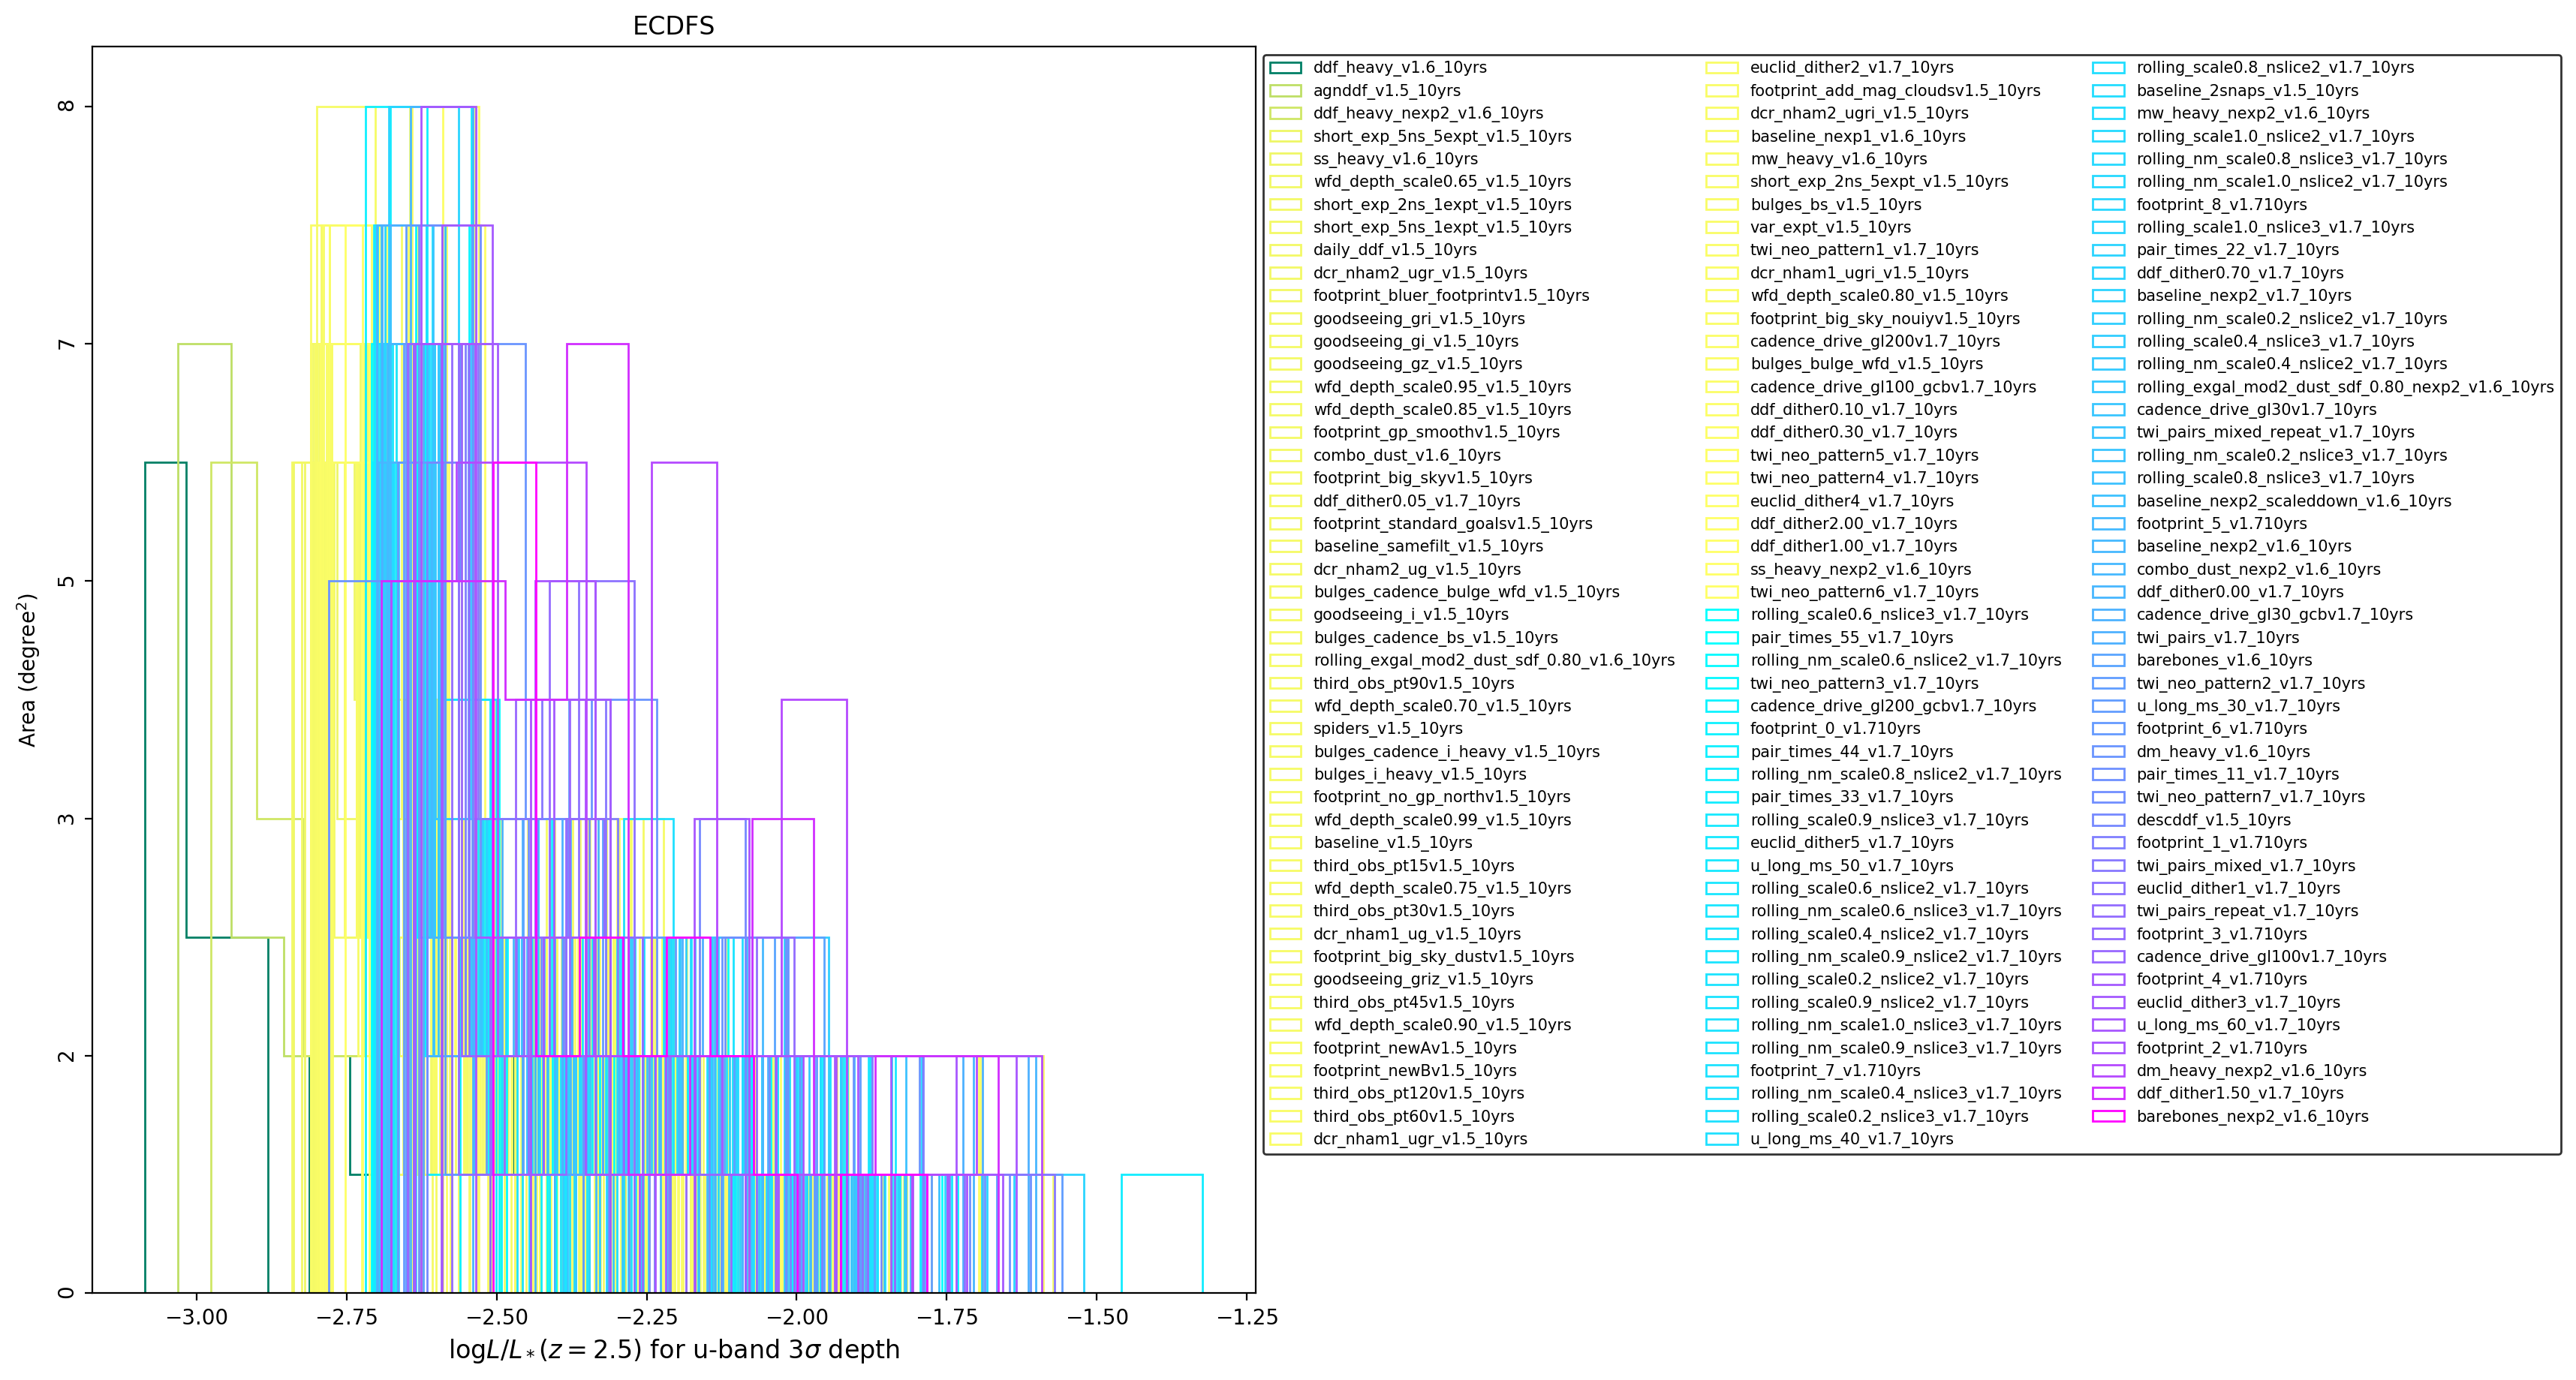 ECDFS
8
7
5
3
2
0
Area (degree²)
−3.00
−2.75
−2.50
−2.25
−2.00
−1.75
−1.50
−1.25
logL/L*(z = 2.5) for u-band 3σ depth
ddf_heavy_v1.6_10yrs
agnddf_v1.5_10yrs
ddf_heavy_nexp2_v1.6_10yrs
short_exp_5ns_5expt_v1.5_10yrs
ss_heavy_v1.6_10yrs
wfd_depth_scale0.65_v1.5_10yrs
short_exp_2ns_1expt_v1.5_10yrs
short_exp_5ns_1expt_v1.5_10yrs
daily_ddf_v1.5_10yrs
dcr_nham2_ugr_v1.5_10yrs
footprint_bluer_footprintv1.5_10yrs
goodseeing_gri_v1.5_10yrs
goodseeing_gi_v1.5_10yrs
goodseeing_gz_v1.5_10yrs
wfd_depth_scale0.95_v1.5_10yrs
wfd_depth_scale0.85_v1.5_10yrs
footprint_gp_smoothv1.5_10yrs
combo_dust_v1.6_10yrs
footprint_big_skyv1.5_10yrs
ddf_dither0.05_v1.7_10yrs
footprint_standard_goalsv1.5_10yrs
baseline_samefilt_v1.5_10yrs
dcr_nham2_ug_v1.5_10yrs
bulges_cadence_bulge_wfd_v1.5_10yrs
goodseeing_i_v1.5_10yrs
bulges_cadence_bs_v1.5_10yrs
rolling_exgal_mod2_dust_sdf_0.80_v1.6_10yrs
third_obs_pt90v1.5_10yrs
wfd_depth_scale0.70_v1.5_10yrs
spiders_v1.5_10yrs
bulges_cadence_i_heavy_v1.5_10yrs
bulges_i_heavy_v1.5_10yrs
footprint_no_gp_northv1.5_10yrs
wfd_depth_scale0.99_v1.5_10yrs
baseline_v1.5_10yrs
third_obs_pt15v1.5_10yrs
wfd_depth_scale0.75_v1.5_10yrs
third_obs_pt30v1.5_10yrs
dcr_nham1_ug_v1.5_10yrs
footprint_big_sky_dustv1.5_10yrs
goodseeing_griz_v1.5_10yrs
third_obs_pt45v1.5_10yrs
wfd_depth_scale0.90_v1.5_10yrs
footprint_newAv1.5_10yrs
footprint_newBv1.5_10yrs
third_obs_pt120v1.5_10yrs
third_obs_pt60v1.5_10yrs
dcr_nham1_ugr_v1.5_10yrs
euclid_dither2_v1.7_10yrs
footprint_add_mag_cloudsv1.5_10yrs
dcr_nham2_ugri_v1.5_10yrs
baseline_nexp1_v1.6_10yrs
mw_heavy_v1.6_10yrs
short_exp_2ns_5expt_v1.5_10yrs
bulges_bs_v1.5_10yrs
var_expt_v1.5_10yrs
twi_neo_pattern1_v1.7_10yrs
dcr_nham1_ugri_v1.5_10yrs
wfd_depth_scale0.80_v1.5_10yrs
footprint_big_sky_nouiyv1.5_10yrs
cadence_drive_gl200v1.7_10yrs
bulges_bulge_wfd_v1.5_10yrs
cadence_drive_gl100_gcbv1.7_10yrs
ddf_dither0.10_v1.7_10yrs
ddf_dither0.30_v1.7_10yrs
twi_neo_pattern5_v1.7_10yrs
twi_neo_pattern4_v1.7_10yrs
euclid_dither4_v1.7_10yrs
ddf_dither2.00_v1.7_10yrs
ddf_dither1.00_v1.7_10yrs
ss_heavy_nexp2_v1.6_10yrs
twi_neo_pattern6_v1.7_10yrs
rolling_scale0.6_nslice3_v1.7_10yrs
pair_times_55_v1.7_10yrs
rolling_nm_scale0.6_nslice2_v1.7_10yrs
twi_neo_pattern3_v1.7_10yrs
cadence_drive_gl200_gcbv1.7_10yrs
footprint_0_v1.710yrs
pair_times_44_v1.7_10yrs
rolling_nm_scale0.8_nslice2_v1.7_10yrs
pair_times_33_v1.7_10yrs
rolling_scale0.9_nslice3_v1.7_10yrs
euclid_dither5_v1.7_10yrs
u_long_ms_50_v1.7_10yrs
rolling_scale0.6_nslice2_v1.7_10yrs
rolling_nm_scale0.6_nslice3_v1.7_10yrs
rolling_scale0.4_nslice2_v1.7_10yrs
rolling_nm_scale0.9_nslice2_v1.7_10yrs
rolling_scale0.2_nslice2_v1.7_10yrs
rolling_scale0.9_nslice2_v1.7_10yrs
rolling_nm_scale1.0_nslice3_v1.7_10yrs
rolling_nm_scale0.9_nslice3_v1.7_10yrs
footprint_7_v1.710yrs
rolling_nm_scale0.4_nslice3_v1.7_10yrs
rolling_scale0.2_nslice3_v1.7_10yrs
u_long_ms_40_v1.7_10yrs
rolling_scale0.8_nslice2_v1.7_10yrs
baseline_2snaps_v1.5_10yrs
mw_heavy_nexp2_v1.6_10yrs
rolling_scale1.0_nslice2_v1.7_10yrs
rolling_nm_scale0.8_nslice3_v1.7_10yrs
rolling_nm_scale1.0_nslice2_v1.7_10yrs
footprint_8_v1.710yrs
rolling_scale1.0_nslice3_v1.7_10yrs
pair_times_22_v1.7_10yrs
ddf_dither0.70_v1.7_10yrs
baseline_nexp2_v1.7_10yrs
rolling_nm_scale0.2_nslice2_v1.7_10yrs
rolling_scale0.4_nslice3_v1.7_10yrs
rolling_nm_scale0.4_nslice2_v1.7_10yrs
rolling_exgal_mod2_dust_sdf_0.80_nexp2_v1.6_10yrs
cadence_drive_gl30v1.7_10yrs
twi_pairs_mixed_repeat_v1.7_10yrs
rolling_nm_scale0.2_nslice3_v1.7_10yrs
rolling_scale0.8_nslice3_v1.7_10yrs
baseline_nexp2_scaleddown_v1.6_10yrs
footprint_5_v1.710yrs
baseline_nexp2_v1.6_10yrs
combo_dust_nexp2_v1.6_10yrs
ddf_dither0.00_v1.7_10yrs
cadence_drive_gl30_gcbv1.7_10yrs
twi_pairs_v1.7_10yrs
barebones_v1.6_10yrs
twi_neo_pattern2_v1.7_10yrs
u_long_ms_30_v1.7_10yrs
footprint_6_v1.710yrs
dm_heavy_v1.6_10yrs
pair_times_11_v1.7_10yrs
twi_neo_pattern7_v1.7_10yrs
descddf_v1.5_10yrs
footprint_1_v1.710yrs
twi_pairs_mixed_v1.7_10yrs
euclid_dither1_v1.7_10yrs
twi_pairs_repeat_v1.7_10yrs
footprint_3_v1.710yrs
cadence_drive_gl100v1.7_10yrs
footprint_4_v1.710yrs
euclid_dither3_v1.7_10yrs
u_long_ms_60_v1.7_10yrs
footprint_2_v1.710yrs
dm_heavy_nexp2_v1.6_10yrs
ddf_dither1.50_v1.7_10yrs
barebones_nexp2_v1.6_10yrs